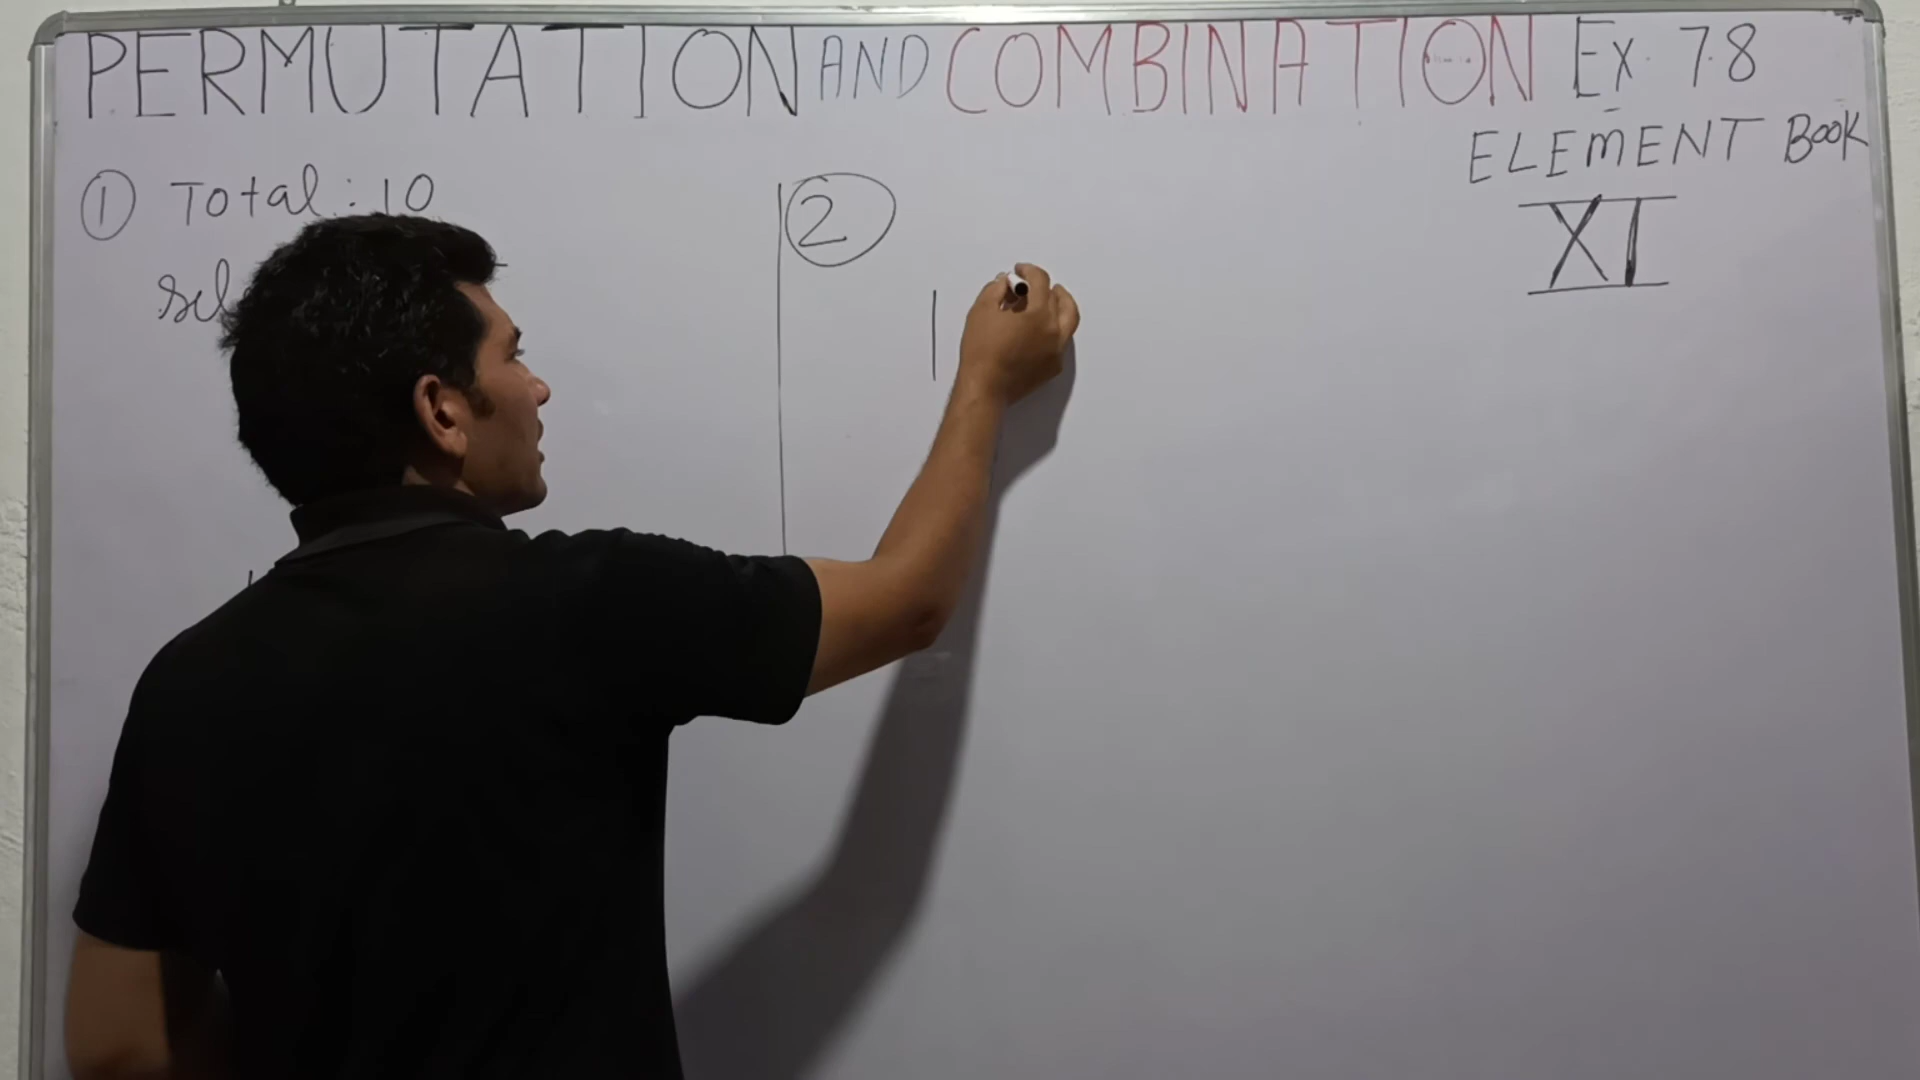 PERMUTATION AND COMBINATION Ex. 7.8
ELEMENT Book
XI
① Total : 10
②